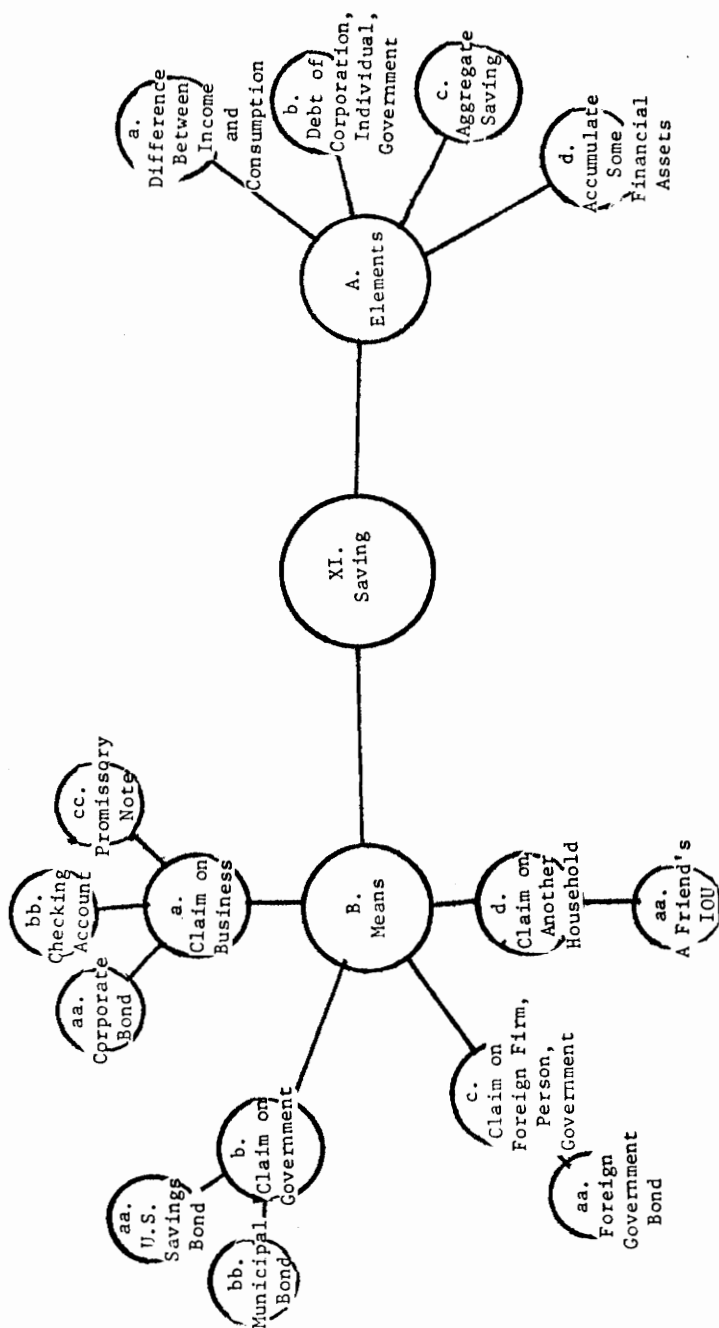 XI.
Saving
A.
Elements
a.
Difference
Between
Income
and
Consumption
b.
Debt of
Corporation,
Individual,
Government
c.
Aggregate
Saving
d.
Accumulate
Some
Financial
Assets
B.
Means
a.
Claim on
Business
aa.
Corporate
Bond
bb.
Checking
Account
cc.
Promissory
Note
b.
Claim on
Government
aa.
U.S.
Savings
Bond
bb.
Municipal
Bond
c.
Claim on
Foreign Firm,
Person,
Government
aa.
Foreign
Government
Bond
d.
Claim on
Another
Household
aa.
A Friend's
IOU